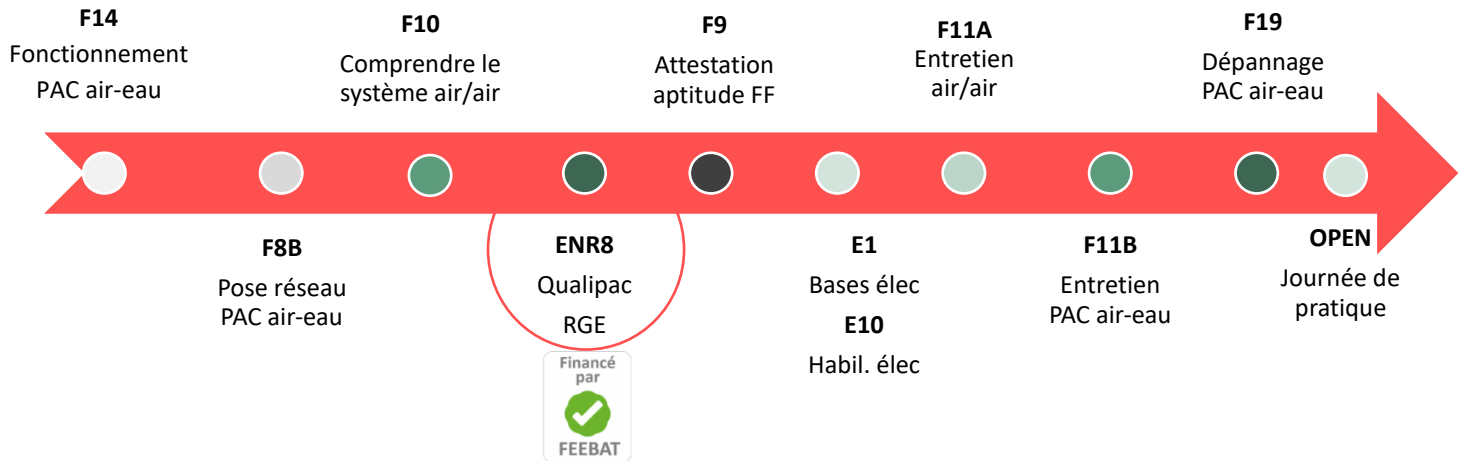 F14
Fonctionnement
PAC air-eau
F10
Comprendre le
système air/air
F9
Attestation
aptitude FF
F11A
Entretien
air/air
F19
Dépannage
PAC air-eau
F8B
Pose réseau
PAC air-eau
ENR8
Qualipac
RGE
Financé
par
FEEBAT
E1
Bases élec
E10
Habil. élec
F11B
Entretien
PAC air-eau
OPEN
Journée de
pratique